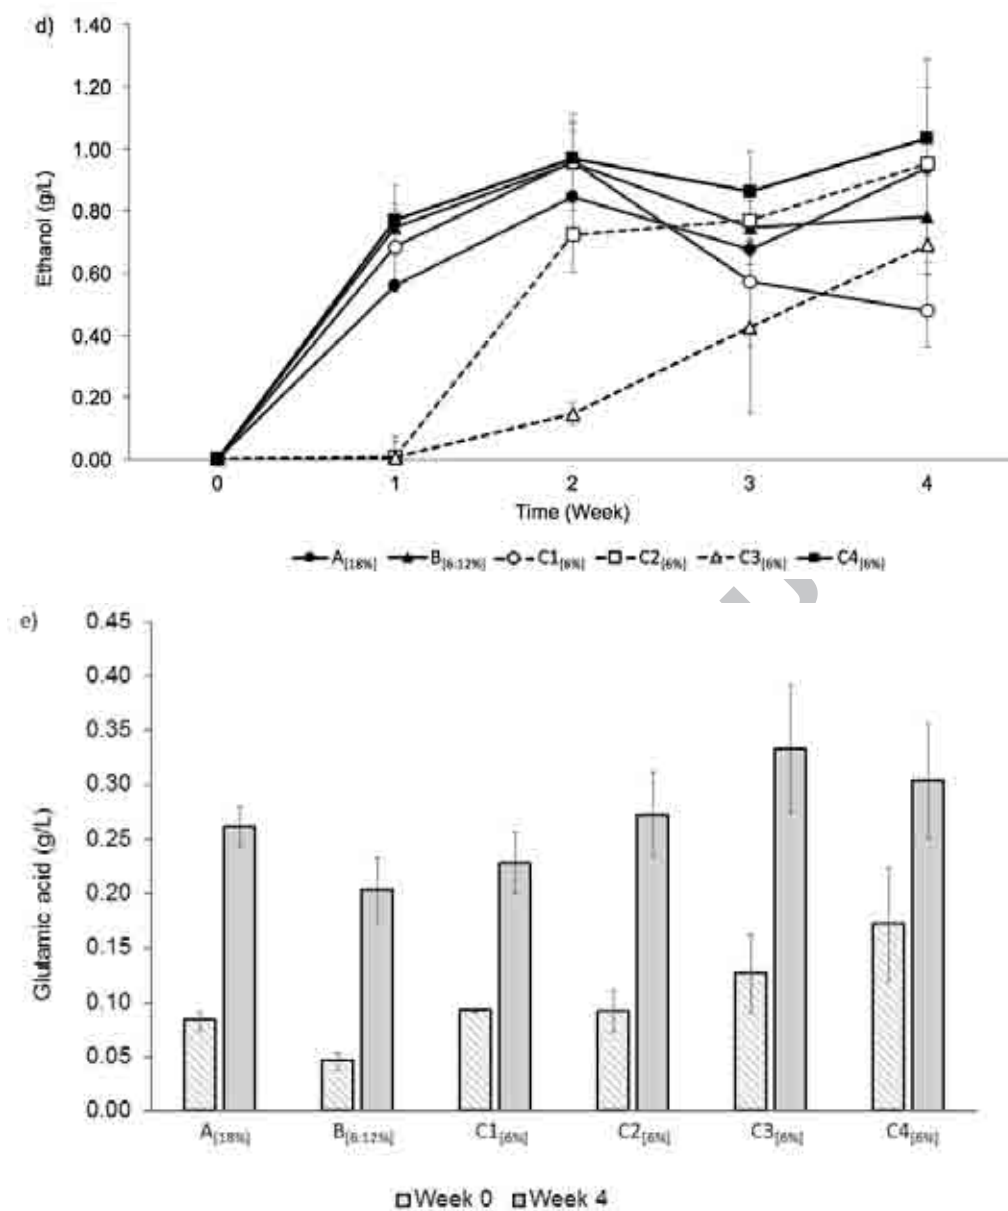 d)
1.40
1.20
1.00
0.80
0.60
0.40
0.20
0.00
Ethanol (g/L)
0 1 2 3 4
Time (Week)
A[18%] B[6:12%] C1[6%] C2[6%] C3[6%] C4[6%]
e)
0.45
0.40
0.35
0.30
0.25
0.20
0.15
0.10
0.05
0.00
Glutamic acid (g/L)
A[18%] B[6:12%] C1[6%] C2[6%] C3[6%] C4[6%]
Week 0 Week 4